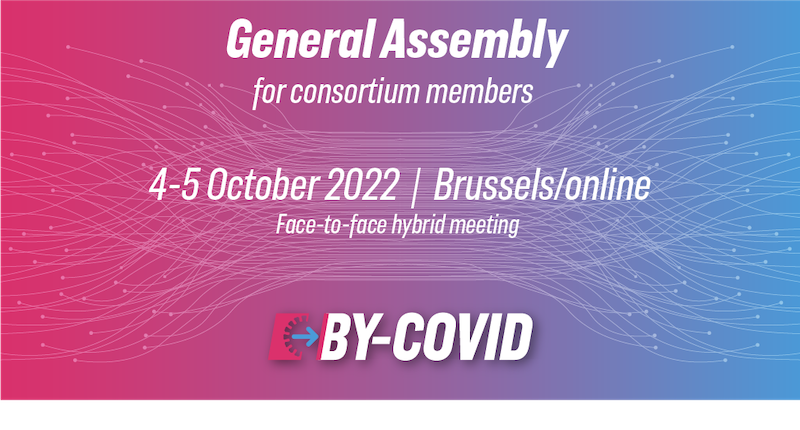 General Assembly
for consortium members
4-5 October 2022 | Brussels/online
Face-to-face hybrid meeting
BY-COVID